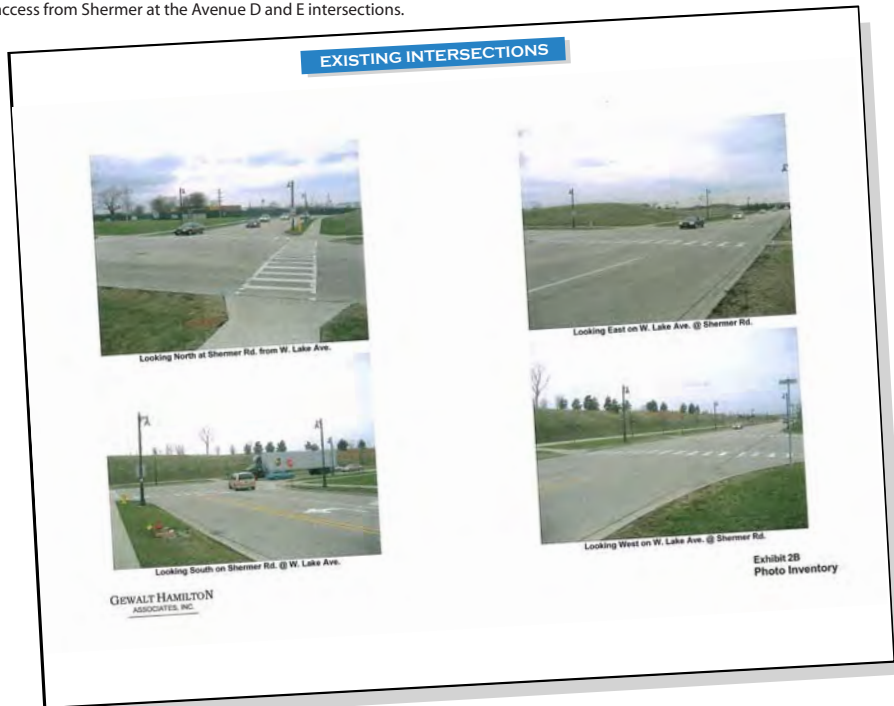 access from Shermer at the Avenue D and E intersections.
EXISTING INTERSECTIONS
Looking North at Shermer Rd. from W. Lake Ave.
Looking East on W. Lake Ave. @ Shermer Rd.
Looking South on Shermer Rd. @ W. Lake Ave.
Looking West on W. Lake Ave. @ Shermer Rd.
Exhibit 2B
Photo Inventory
GEWALT HAMILTON
ASSOCIATES, INC.